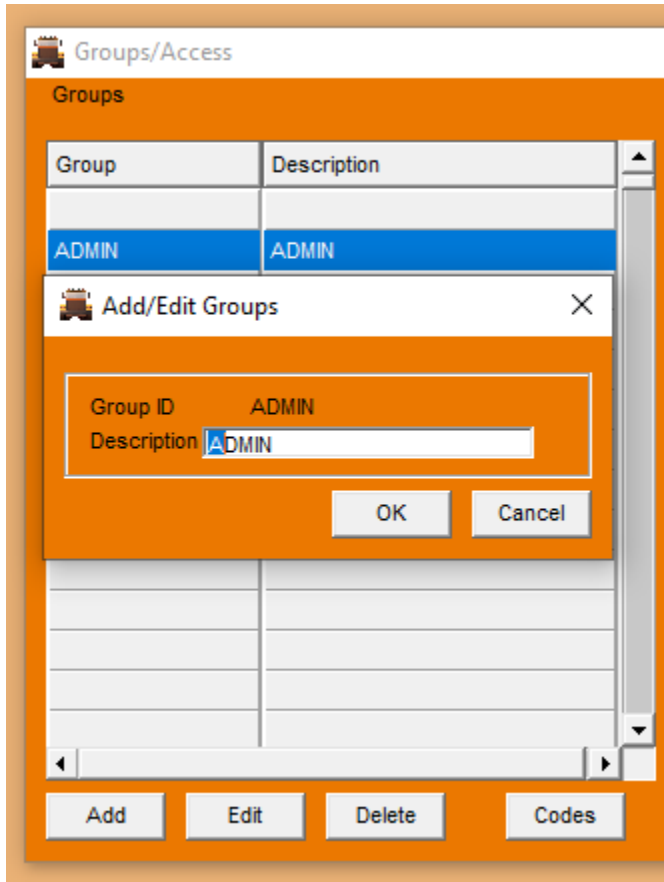 Groups/Access
Groups
Group Description
ADMIN ADMIN
Add/Edit Groups
Group ID ADMIN
Description ADMIN
OK Cancel
Add Edit Delete Codes